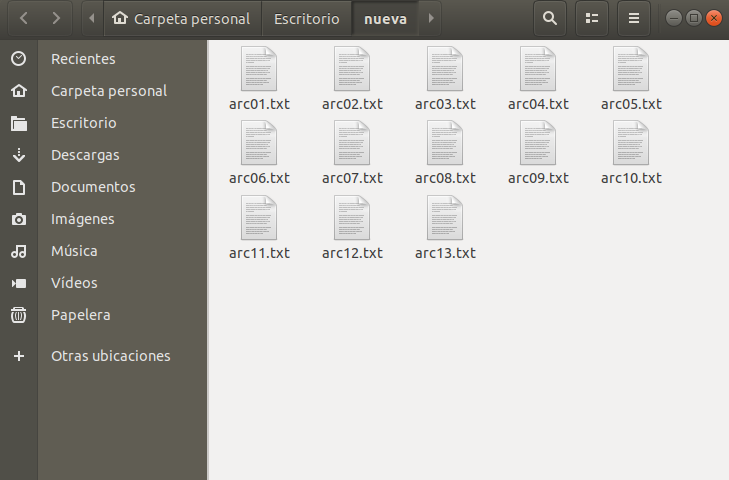 Carpeta personal Escritorio nueva
Recientes
Carpeta personal
Escritorio
Descargas
Documentos
Imágenes
Música
Vídeos
Papelera
Otras ubicaciones
arc01.txt arc02.txt arc03.txt arc04.txt arc05.txt
arc06.txt arc07.txt arc08.txt arc09.txt arc10.txt
arc11.txt arc12.txt arc13.txt